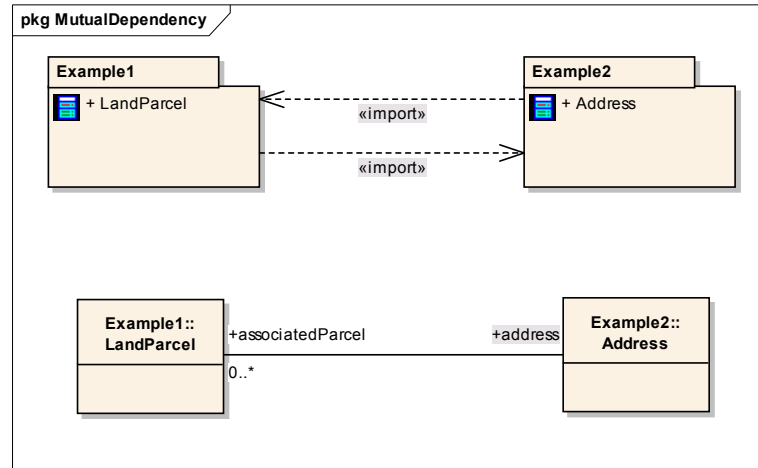 pkg MutualDependency
Example1
+ LandParcel
Example2
+ Address
«import»
«import»
Example1::
LandParcel
+associatedParcel
0..*
+address
Example2::
Address